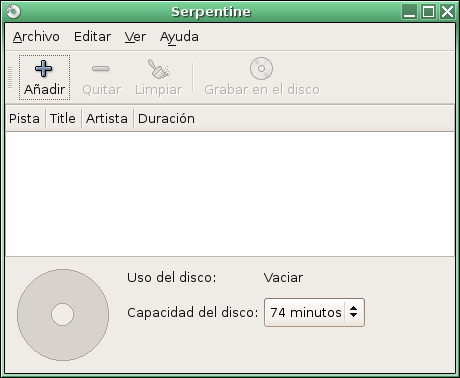 Serpentine
Archivo Editar Ver Ayuda
Añadir Quitar Limpiar Grabar en el disco
Pista Title Artista Duración
Uso del disco: Vaciar
Capacidad del disco: 74 minutos